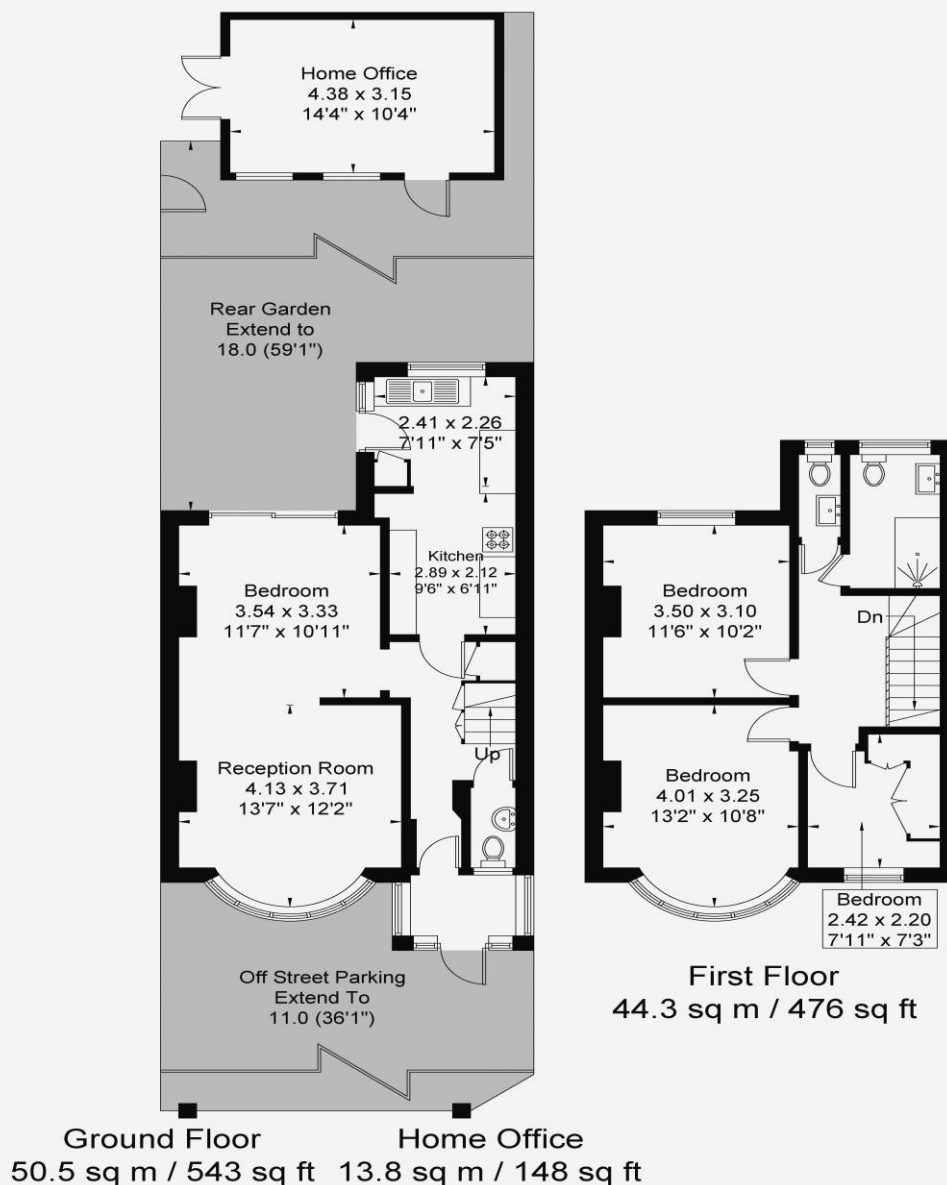 Home Office
4.38 x 3.15
14'4" x 10'4"
Rear Garden
Extend to
18.0 (59'1")
2.41 x 2.26
7'11" x 7'5"
Kitchen
2.89 x 2.12
9'6" x 6'11"
Bedroom
3.54 x 3.33
11'7" x 10'11"
Up
Reception Room
4.13 x 3.71
13'7" x 12'2"
Off Street Parking
Extend To
11.0 (36'1")
Bedroom
3.50 x 3.10
11'6" x 10'2"
Dn
Bedroom
4.01 x 3.25
13'2" x 10'8"
Bedroom
2.42 x 2.20
7'11" x 7'3"
First Floor
44.3 sq m / 476 sq ft
Ground Floor
50.5 sq m / 543 sq ft
Home Office
13.8 sq m / 148 sq ft